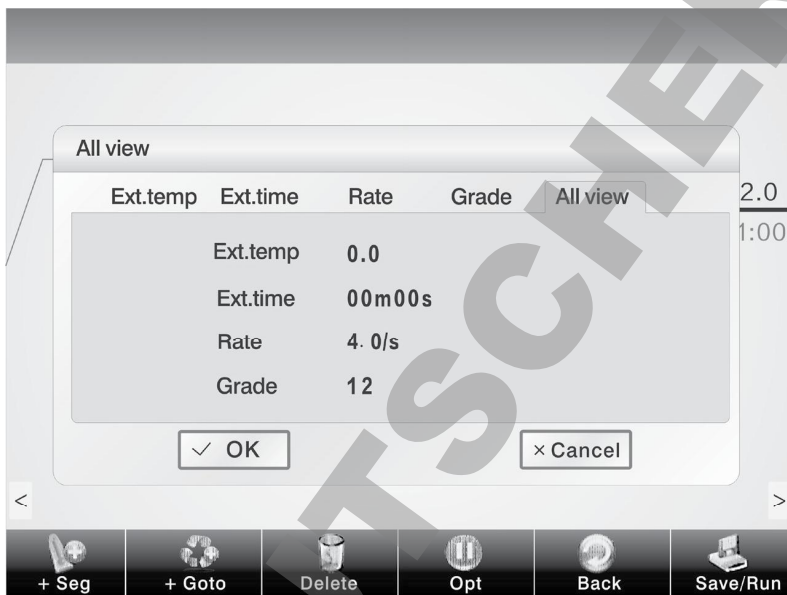 All view
Ext.temp Ext.time Rate Grade All view
2.0
1:00
Ext.temp 0.0
Ext.time 00m00s
Rate 4.0/s
Grade 12
✓ OK × Cancel
< >
+ Seg + Goto Delete Opt Back Save/Run